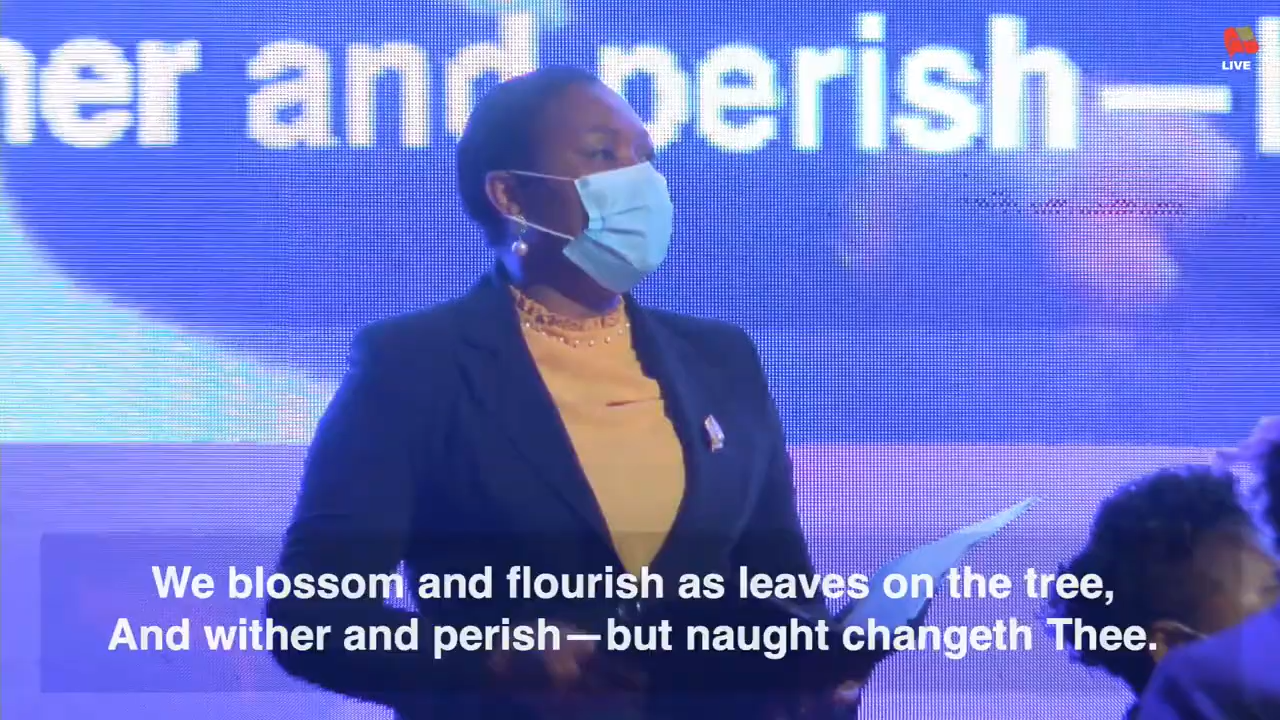 her and perish—b
LIVE
We blossom and flourish as leaves on the tree,
And wither and perish—but naught changeth Thee.